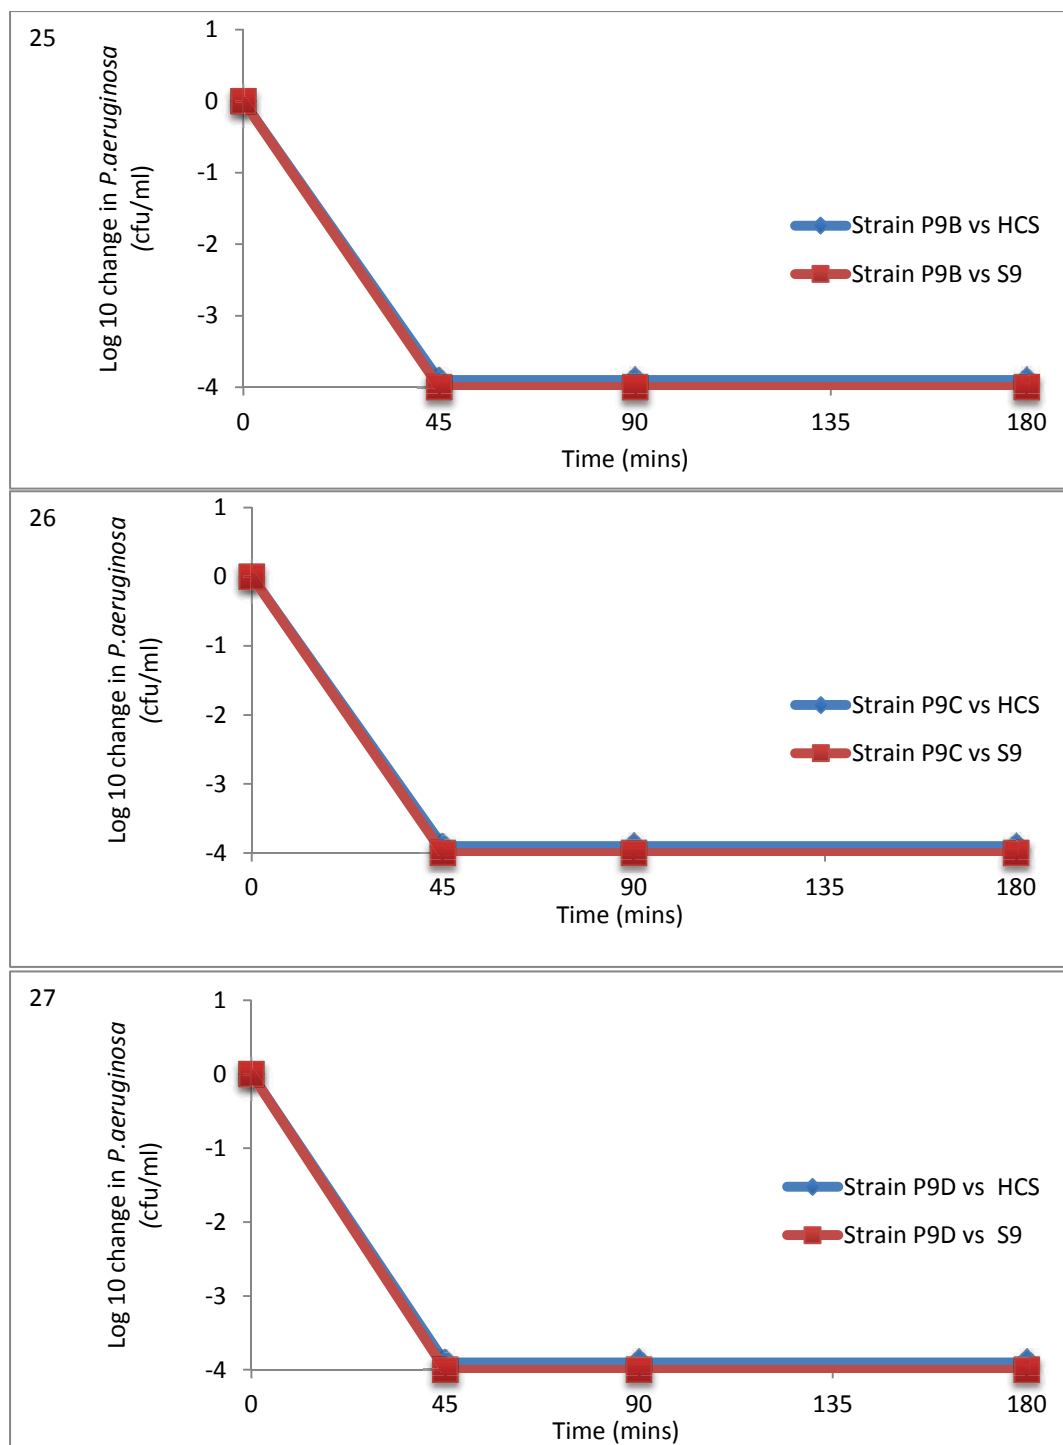 25
Log 10 change in P.aeruginosa
(cfu/ml)
1
0
-1
-2
-3
-4
0 45 90 135 180
Time (mins)
Strain P9B vs HCS
Strain P9B vs S9
26
Log 10 change in P.aeruginosa
(cfu/ml)
1
0
-1
-2
-3
-4
0 45 90 135 180
Time (mins)
Strain P9C vs HCS
Strain P9C vs S9
27
Log 10 change in P.aeruginosa
(cfu/ml)
1
0
-1
-2
-3
-4
0 45 90 135 180
Time (mins)
Strain P9D vs  HCS
Strain P9D vs  S9